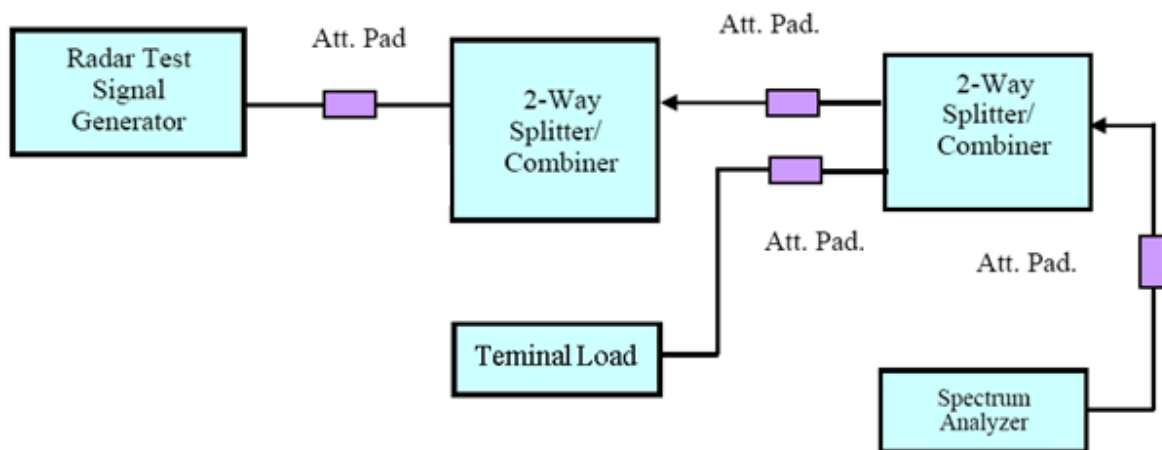 Radar Test
Signal
Generator
Att. Pad
2-Way
Splitter/
Combiner
Att. Pad.
2-Way
Splitter/
Combiner
Att. Pad.
Att. Pad.
Teminal Load
Spectrum
Analyzer